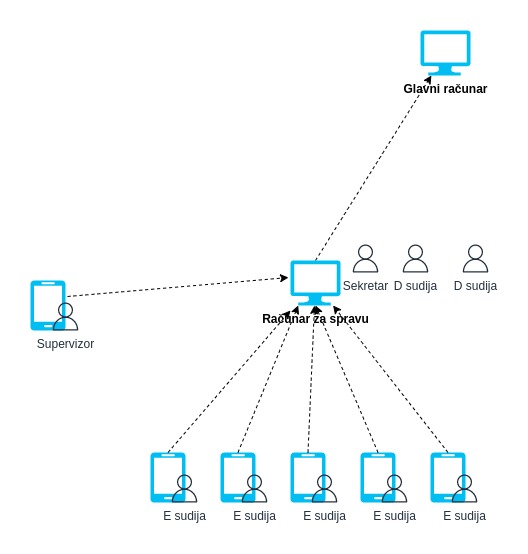 Glavni računar
Sekretar
D sudija
D sudija
Računar za spravu
Supervizor
E sudija
E sudija
E sudija
E sudija
E sudija